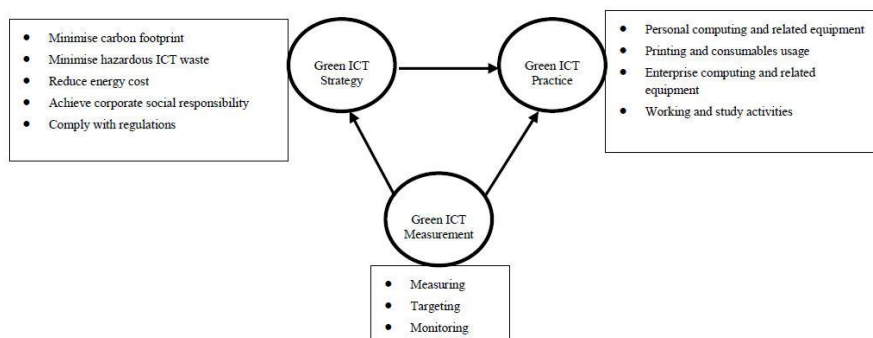 Minimise carbon footprint
Minimise hazardous ICT waste
Reduce energy cost
Achieve corporate social responsibility
Comply with regulations
Green ICT
Strategy
Green ICT
Practice
Personal computing and related equipment
Printing and consumables usage
Enterprise computing and related
equipment
Working and study activities
Green ICT
Measurement
Measuring
Targeting
Monitoring